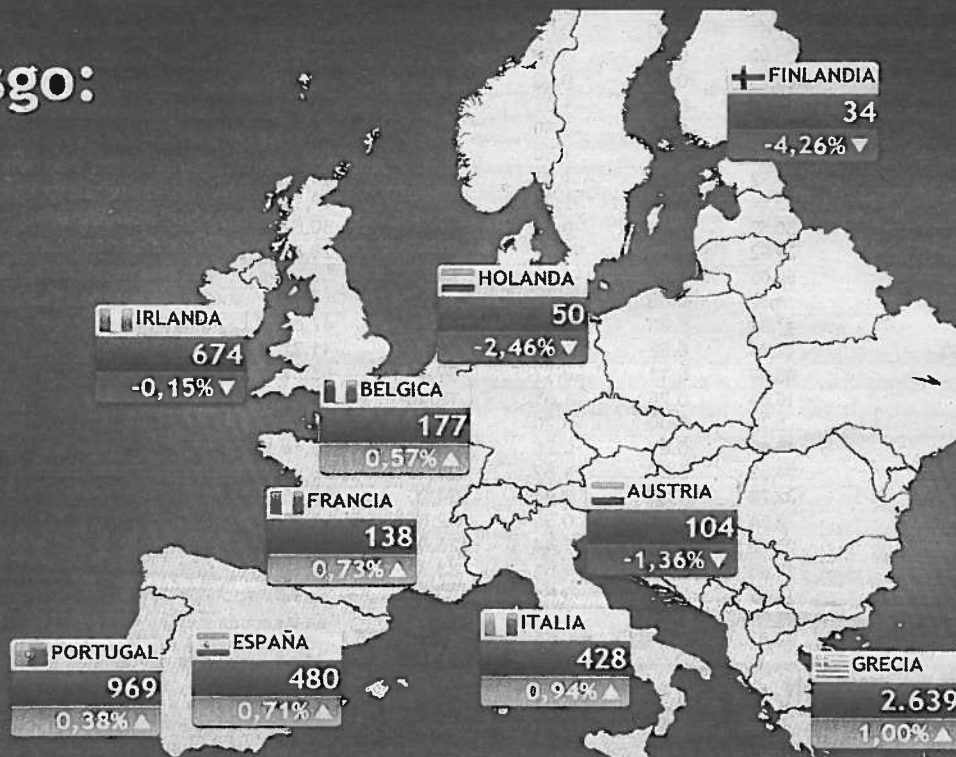 sgo:
FINLANDIA
34
-4,26% ▼
HOLANDA
50
-2,46% ▼
IRLANDA
674
-0,15% ▼
BÉLGICA
177
0,57% ▲
FRANCIA
138
0,73% ▲
AUSTRIA
104
-1,36% ▼
ITALIA
428
0,94% ▲
PORTUGAL
969
0,38% ▲
ESPAÑA
480
0,71% ▲
GRECIA
2.639
1,00% ▲